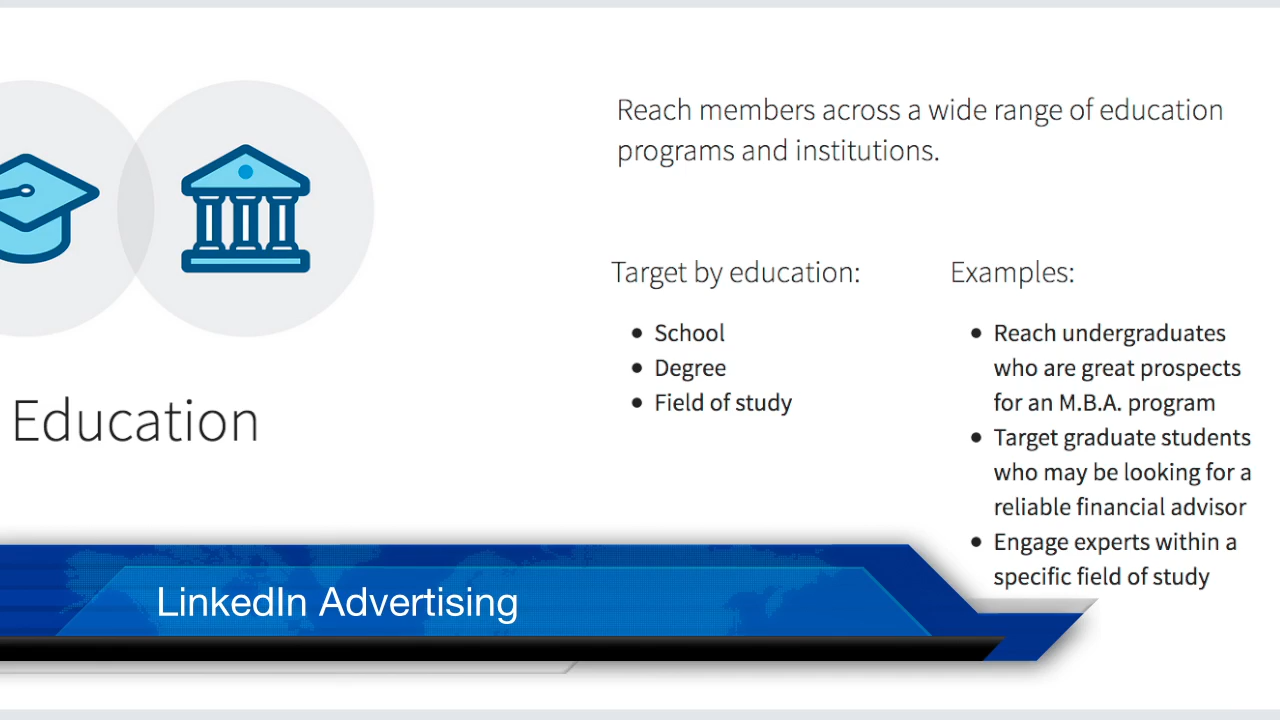 Reach members across a wide range of education
programs and institutions.
Education
Target by education:
• School
• Degree
• Field of study
Examples:
• Reach undergraduates
who are great prospects
for an M.B.A. program
• Target graduate students
who may be looking for a
reliable financial advisor
• Engage experts within a
specific field of study
LinkedIn Advertising